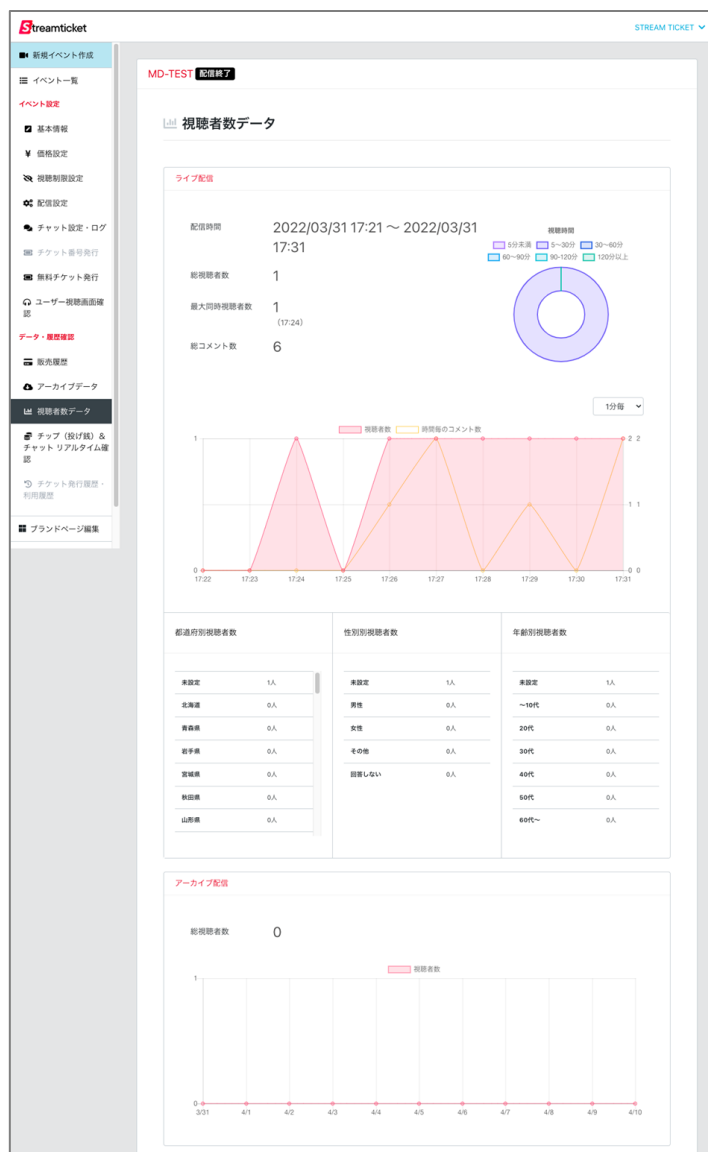 Streamticket
STREAM TICKET
新規イベント作成
イベント一覧
イベント設定
基本情報
価格設定
視聴制限設定
配信設定
チャット設定・ログ
チケット番号発行
無料チケット発行
ユーザー視聴画面確
認
データ・履歴確認
販売履歴
アーカイブデータ
視聴者数データ
チップ（投げ銭）＆
チャット リアルタイム確
認
チケット発行履歴・
利用履歴
ブランドページ編集
MD-TEST 配信終了
視聴者数データ
ライブ配信
配信時間 2022/03/31 17:21 〜 2022/03/31
17:31
総視聴者数 1
最大同時視聴者数 1
(17:24)
総コメント数 6
視聴時間
5分未満 5〜30分 30〜60分
60〜90分 90-120分 120分以上
1分毎
視聴者数 時間毎のコメント数
1 2 2
1 1
0 0 0
17:22 17:23 17:24 17:25 17:26 17:27 17:28 17:29 17:30 17:31
都道府別視聴者数
未設定 1人
北海道 0人
青森県 0人
岩手県 0人
宮城県 0人
秋田県 0人
山形県 0人
性別別視聴者数
未設定 1人
男性 0人
女性 0人
その他 0人
回答しない 0人
年齢別視聴者数
未設定 1人
〜10代 0人
20代 0人
30代 0人
40代 0人
50代 0人
60代〜 0人
アーカイブ配信
総視聴者数 0
視聴者数
1
0
3/31 4/1 4/2 4/3 4/4 4/5 4/6 4/7 4/8 4/9 4/10